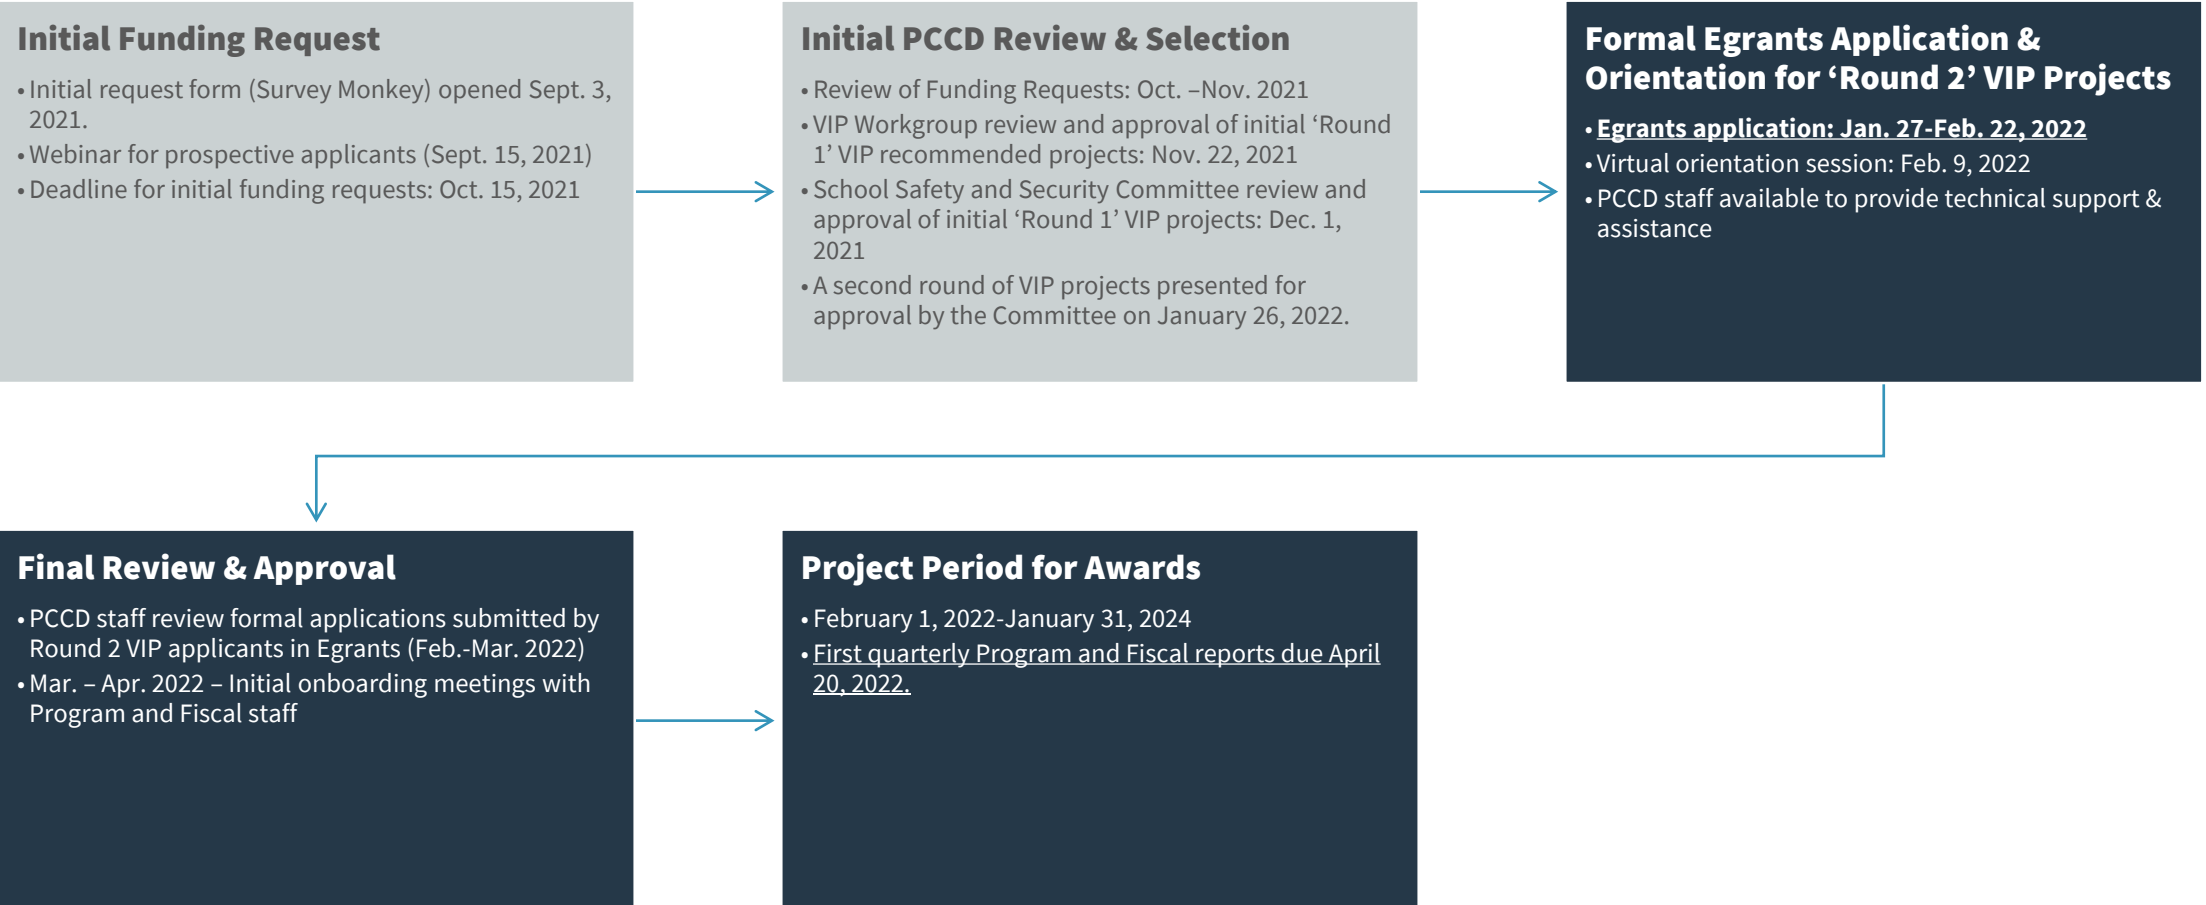 Initial Funding Request
• Initial request form (Survey Monkey) opened Sept. 3,
2021.
• Webinar for prospective applicants (Sept. 15, 2021)
• Deadline for initial funding requests: Oct. 15, 2021
Initial PCCD Review & Selection
• Review of Funding Requests: Oct. –Nov. 2021
• VIP Workgroup review and approval of initial ‘Round
1’ VIP recommended projects: Nov. 22, 2021
• School Safety and Security Committee review and
approval of initial ‘Round 1’ VIP projects: Dec. 1,
2021
• A second round of VIP projects presented for
approval by the Committee on January 26, 2022.
Formal Egrants Application &
Orientation for ‘Round 2’ VIP Projects
• Egrants application: Jan. 27-Feb. 22, 2022
• Virtual orientation session: Feb. 9, 2022
• PCCD staff available to provide technical support &
assistance
Final Review & Approval
• PCCD staff review formal applications submitted by
Round 2 VIP applicants in Egrants (Feb.-Mar. 2022)
• Mar. – Apr. 2022 – Initial onboarding meetings with
Program and Fiscal staff
Project Period for Awards
• February 1, 2022-January 31, 2024
• First quarterly Program and Fiscal reports due April
20, 2022.